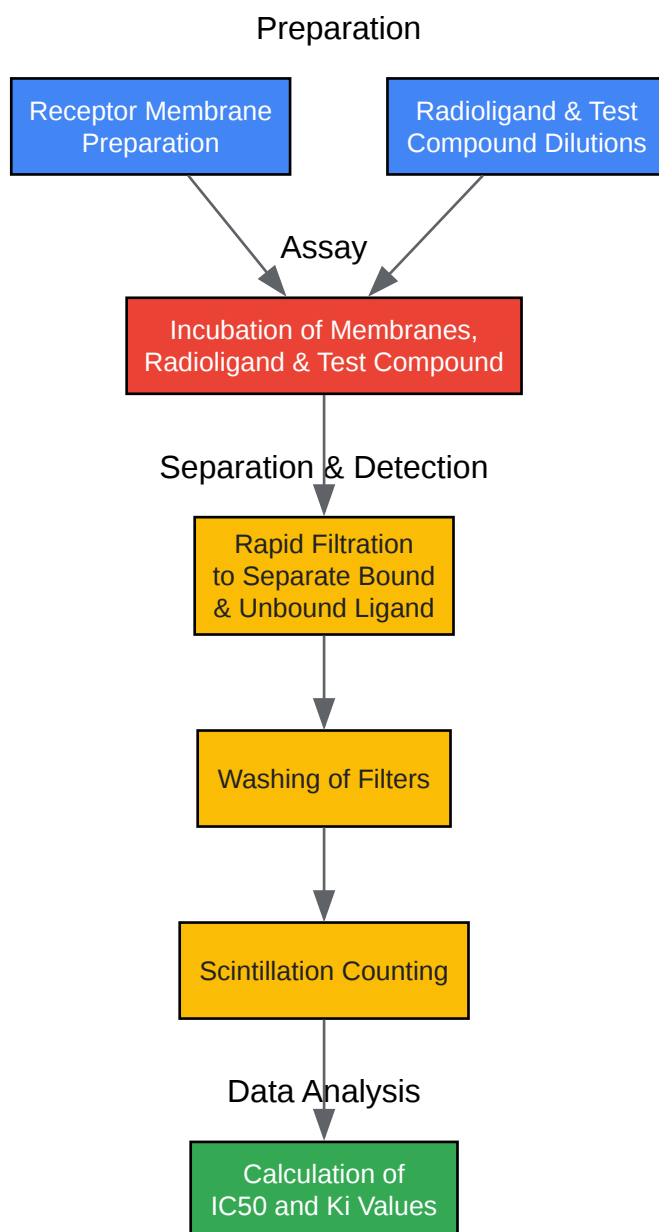 Preparation
Receptor Membrane
Preparation
Radioligand & Test
Compound Dilutions
Assay
Incubation of Membranes,
Radioligand & Test Compound
Separation & Detection
Rapid Filtration
to Separate Bound
& Unbound Ligand
Washing of Filters
Scintillation Counting
Data Analysis
Calculation of
IC50 and Ki Values